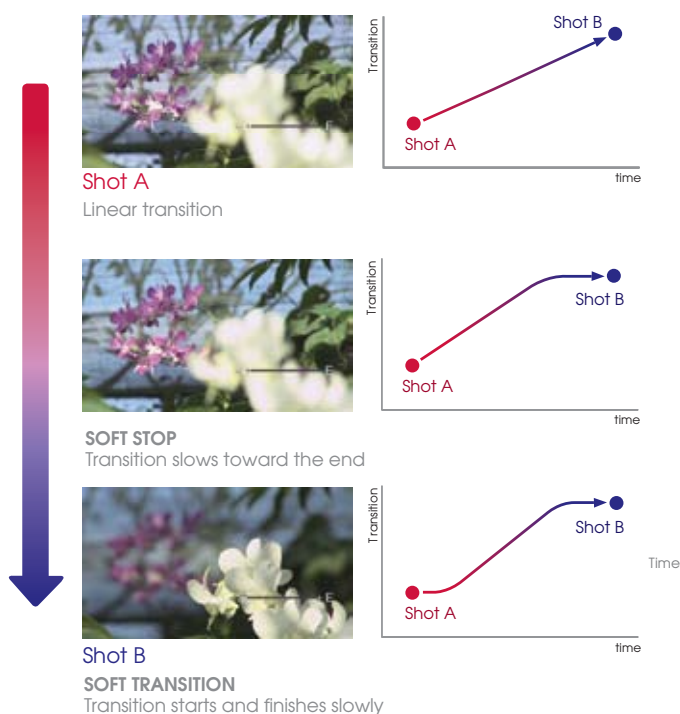 Shot B
Transition
Shot A
time
Shot A
Linear transition
Transition
Shot B
Shot A
time
SOFT STOP
Transition slows toward the end
Transition
Shot B
Time
Shot A
time
Shot B
SOFT TRANSITION
Transition starts and finishes slowly